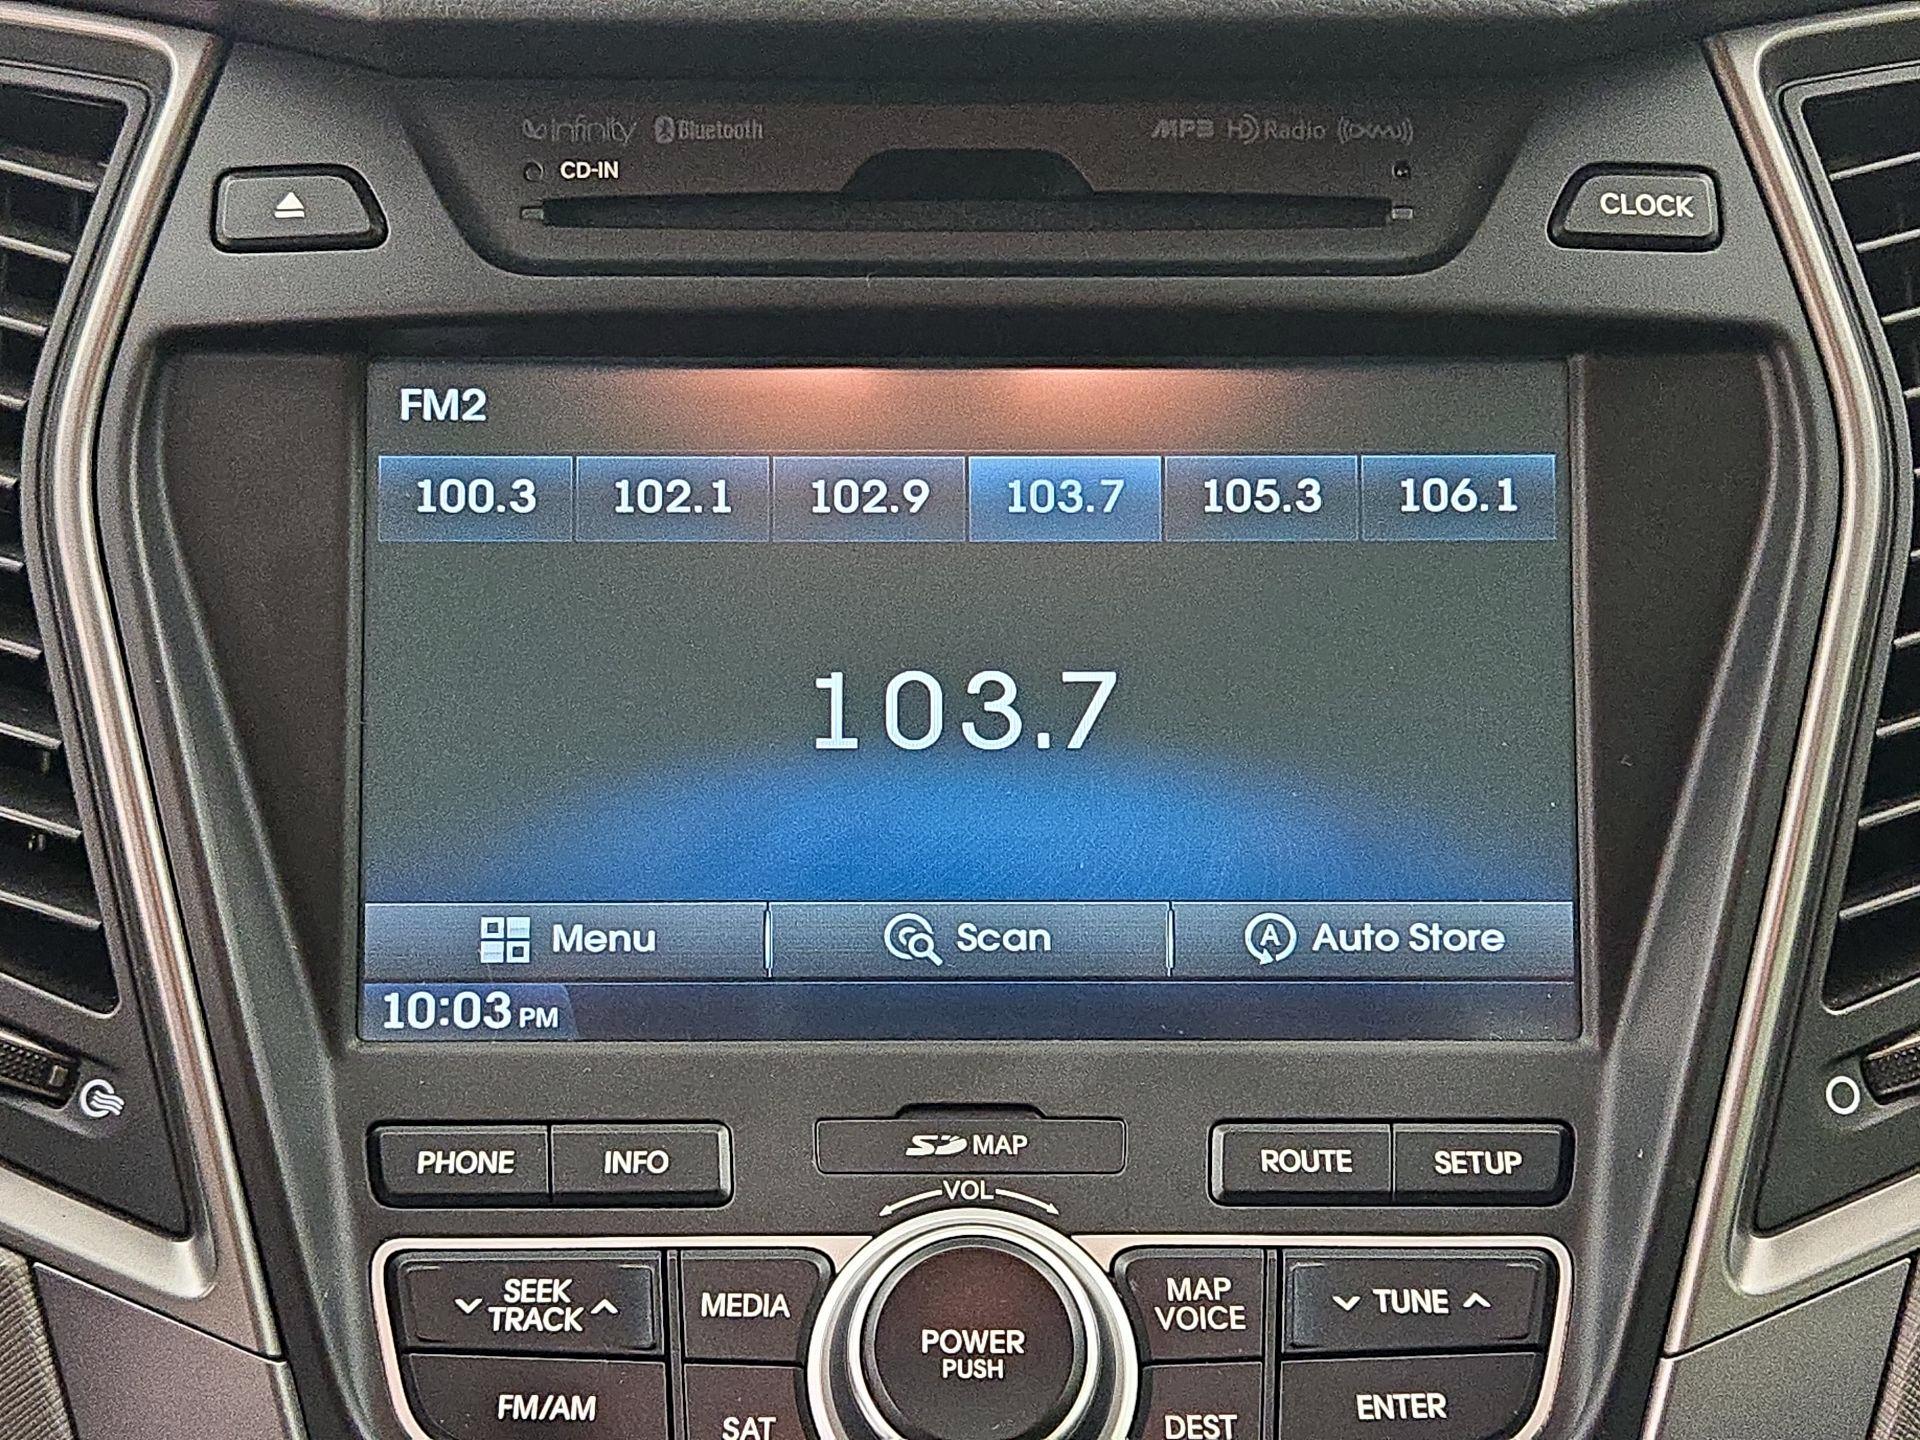 infinity Bluetooth MP3 HD Radio ((XM))
CD-IN
CLOCK
FM2
100.3 102.1 102.9 103.7 105.3 106.1
103.7
Menu Scan Auto Store
10:03 PM
PHONE INFO SD MAP ROUTE SETUP
VOL
SEEK TRACK MEDIA MAP VOICE TUNE
POWER
PUSH
FM/AM SAT DEST ENTER